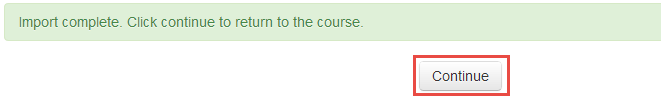 Import complete. Click continue to return to the course.
Continue